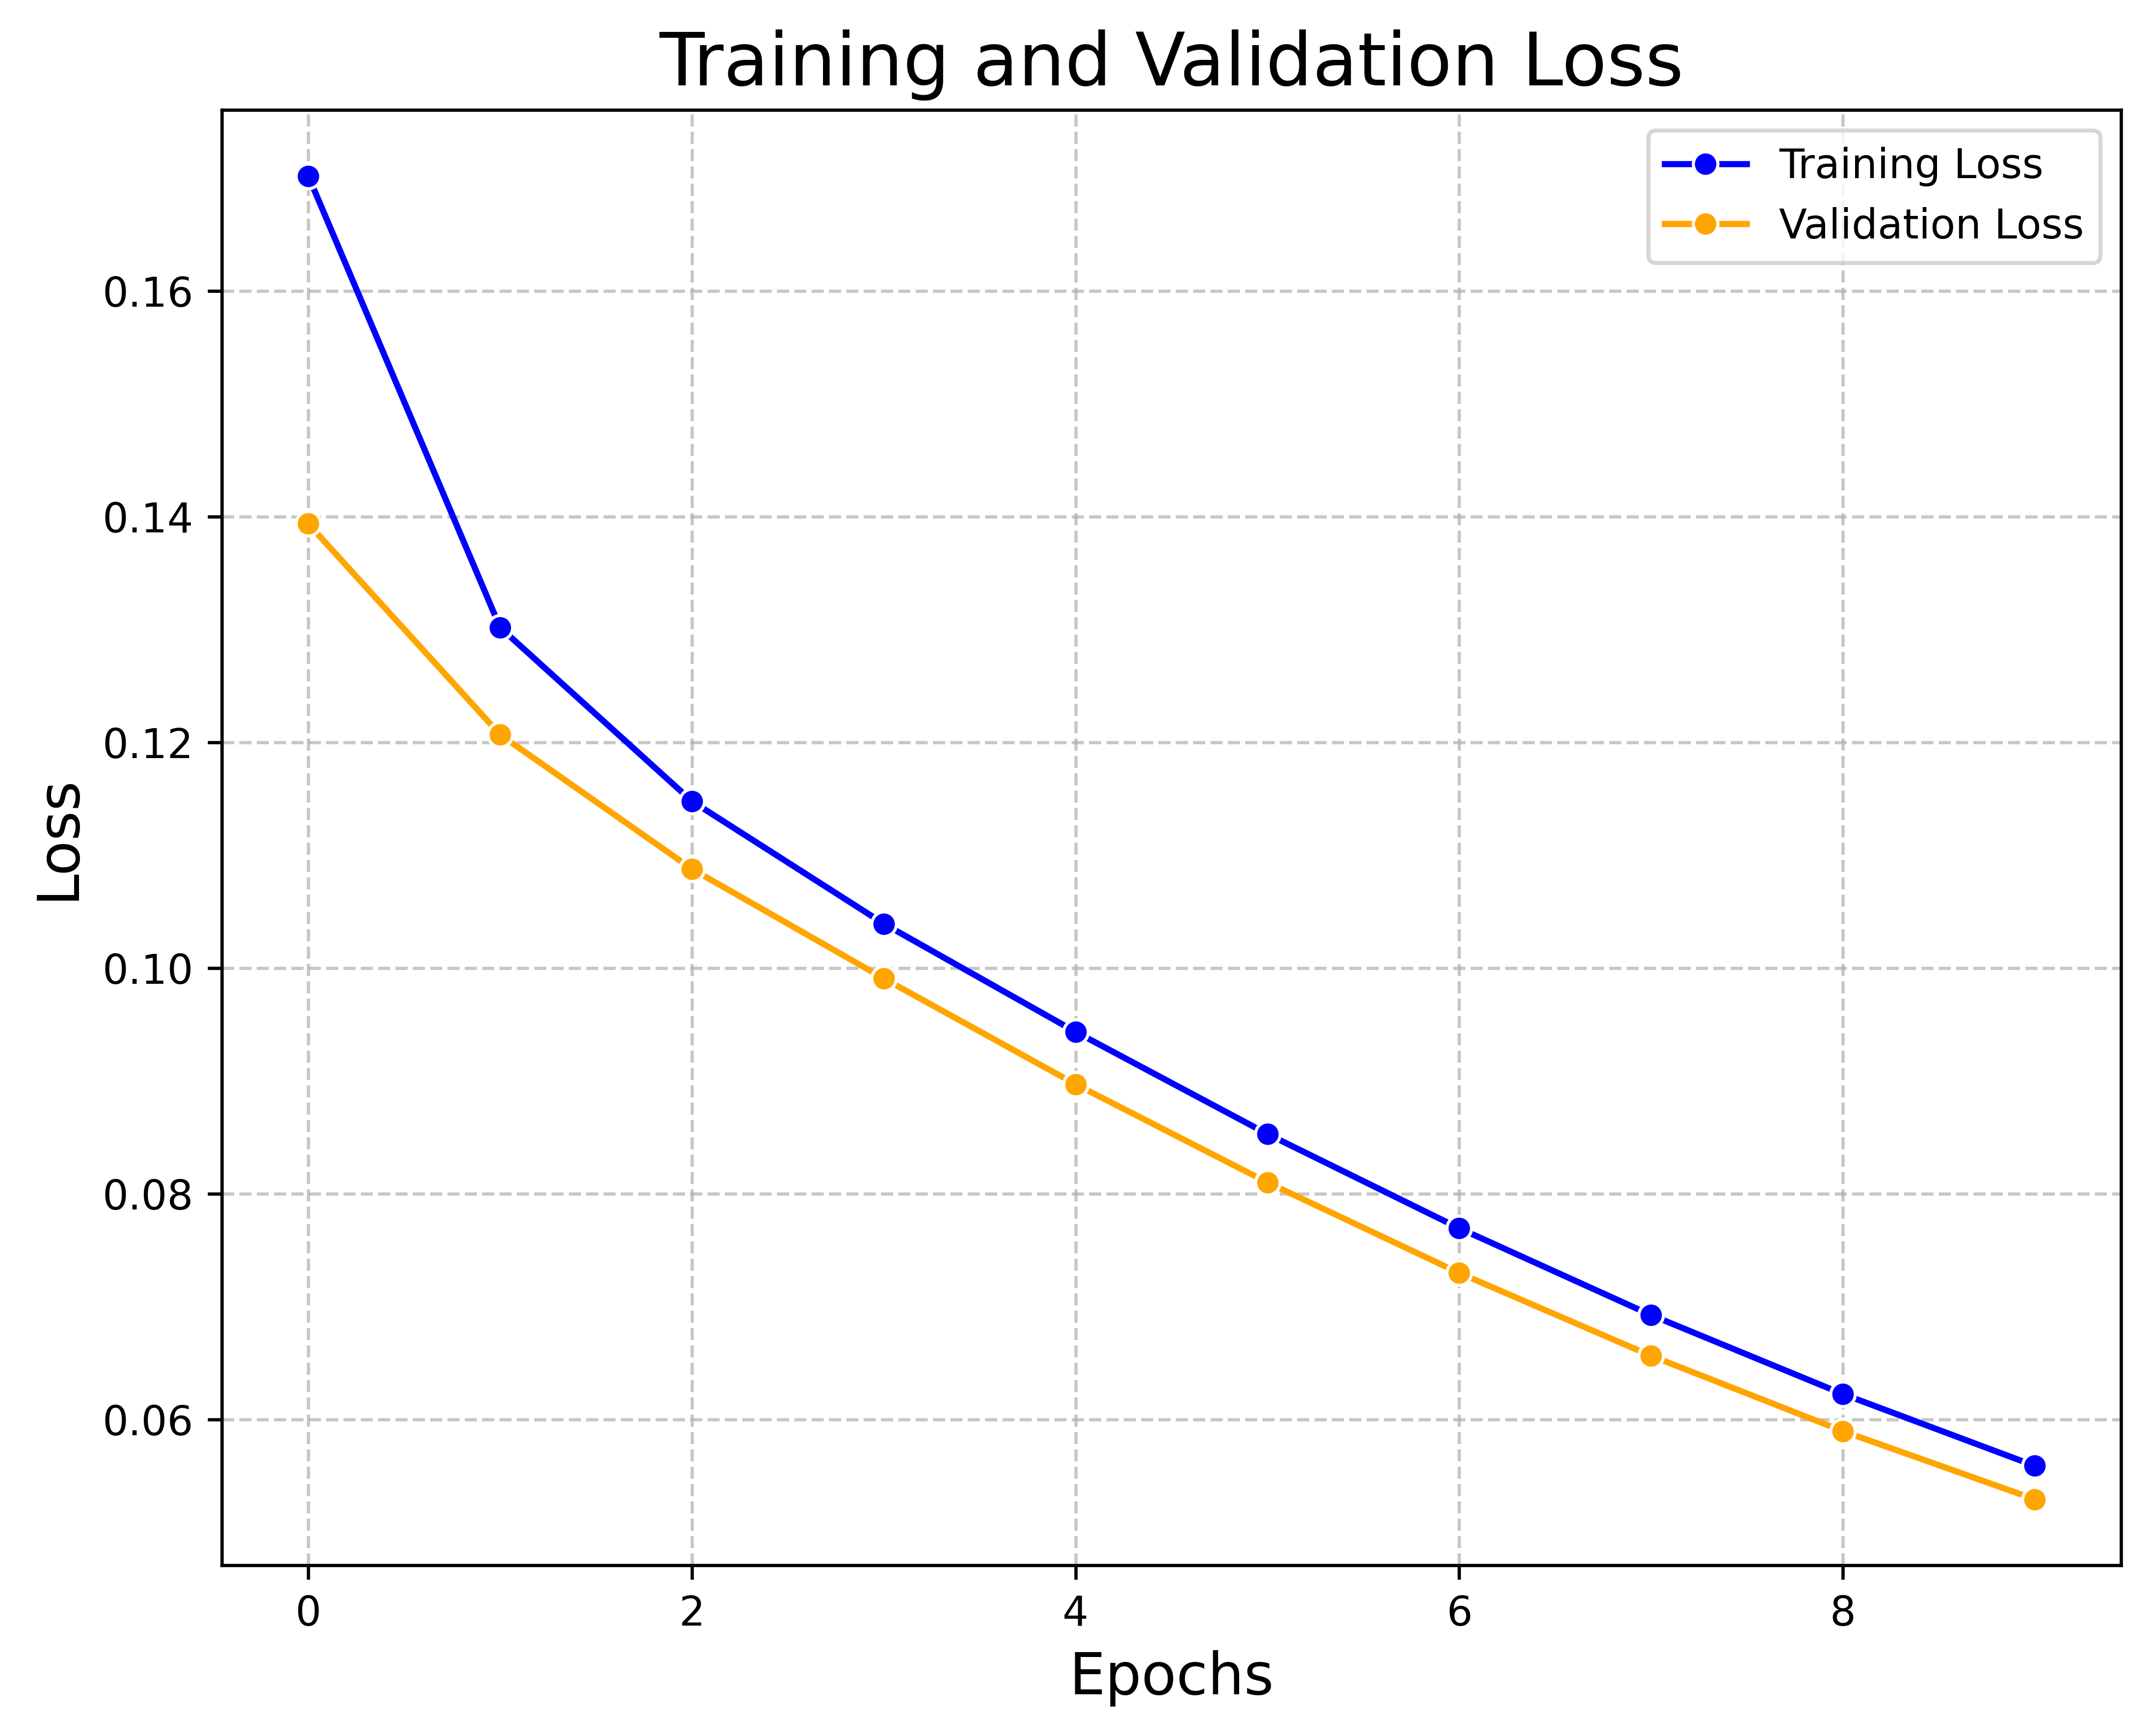 Training and Validation Loss
Training Loss
Validation Loss
0.16
0.14
0.12
0.10
0.08
0.06
Loss
0 2 4 6 8
Epochs